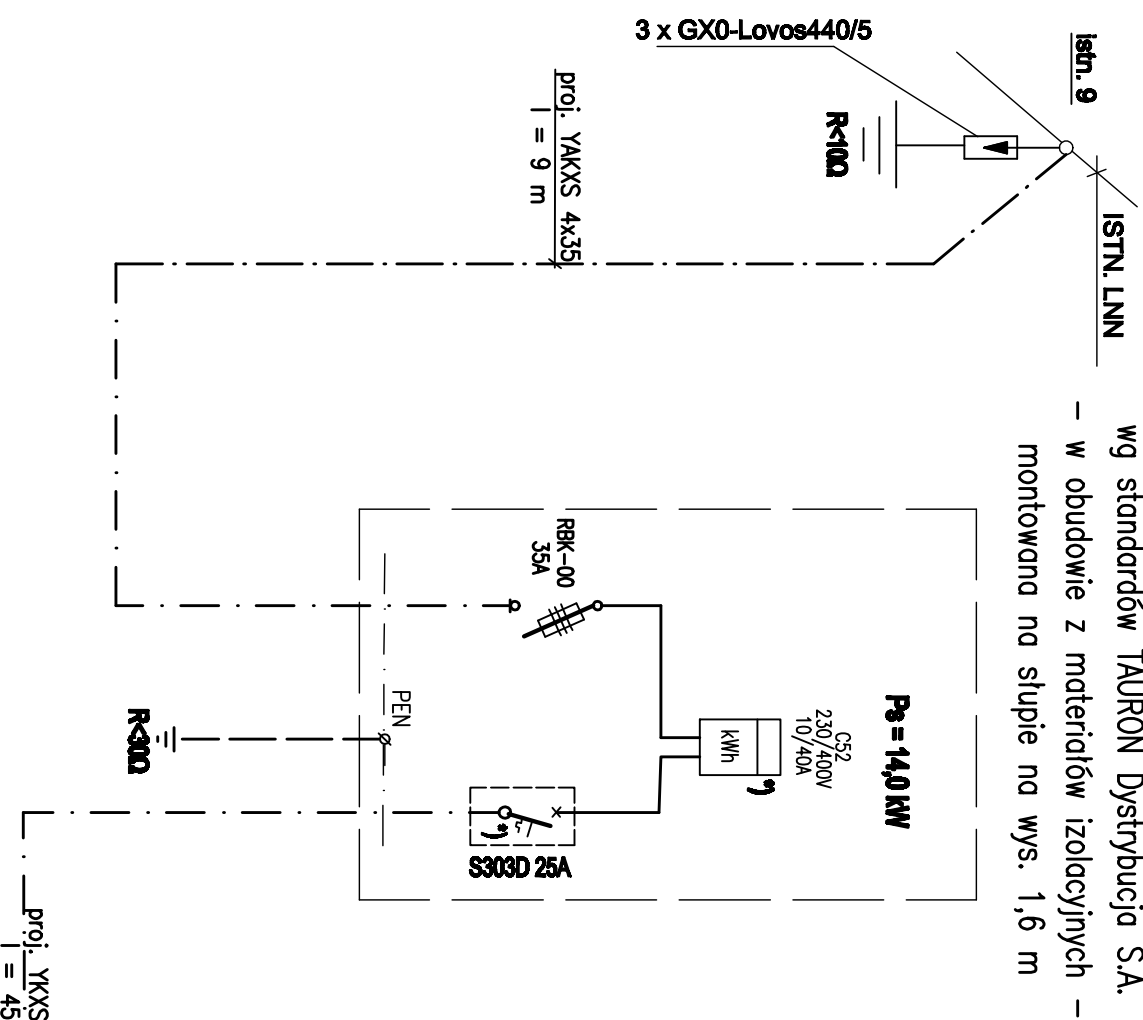 3 x GX0-Lovos440/5
istn. 9
ISTN. LNN
R<10Ω
proj. YAKXS 4x35
l = 9 m
wg standardów TAURON Dystrybucja S.A.
- w obudowie z materiałów izolacyjnych -
montowana na słupie na wys. 1,6 m
Ps = 14,0 kW
C52
230/400V
10/40A
kWh
*)
RBK-00
35A
PEN
R<30Ω
*)
S303D 25A
proj. YKXS
l = 45